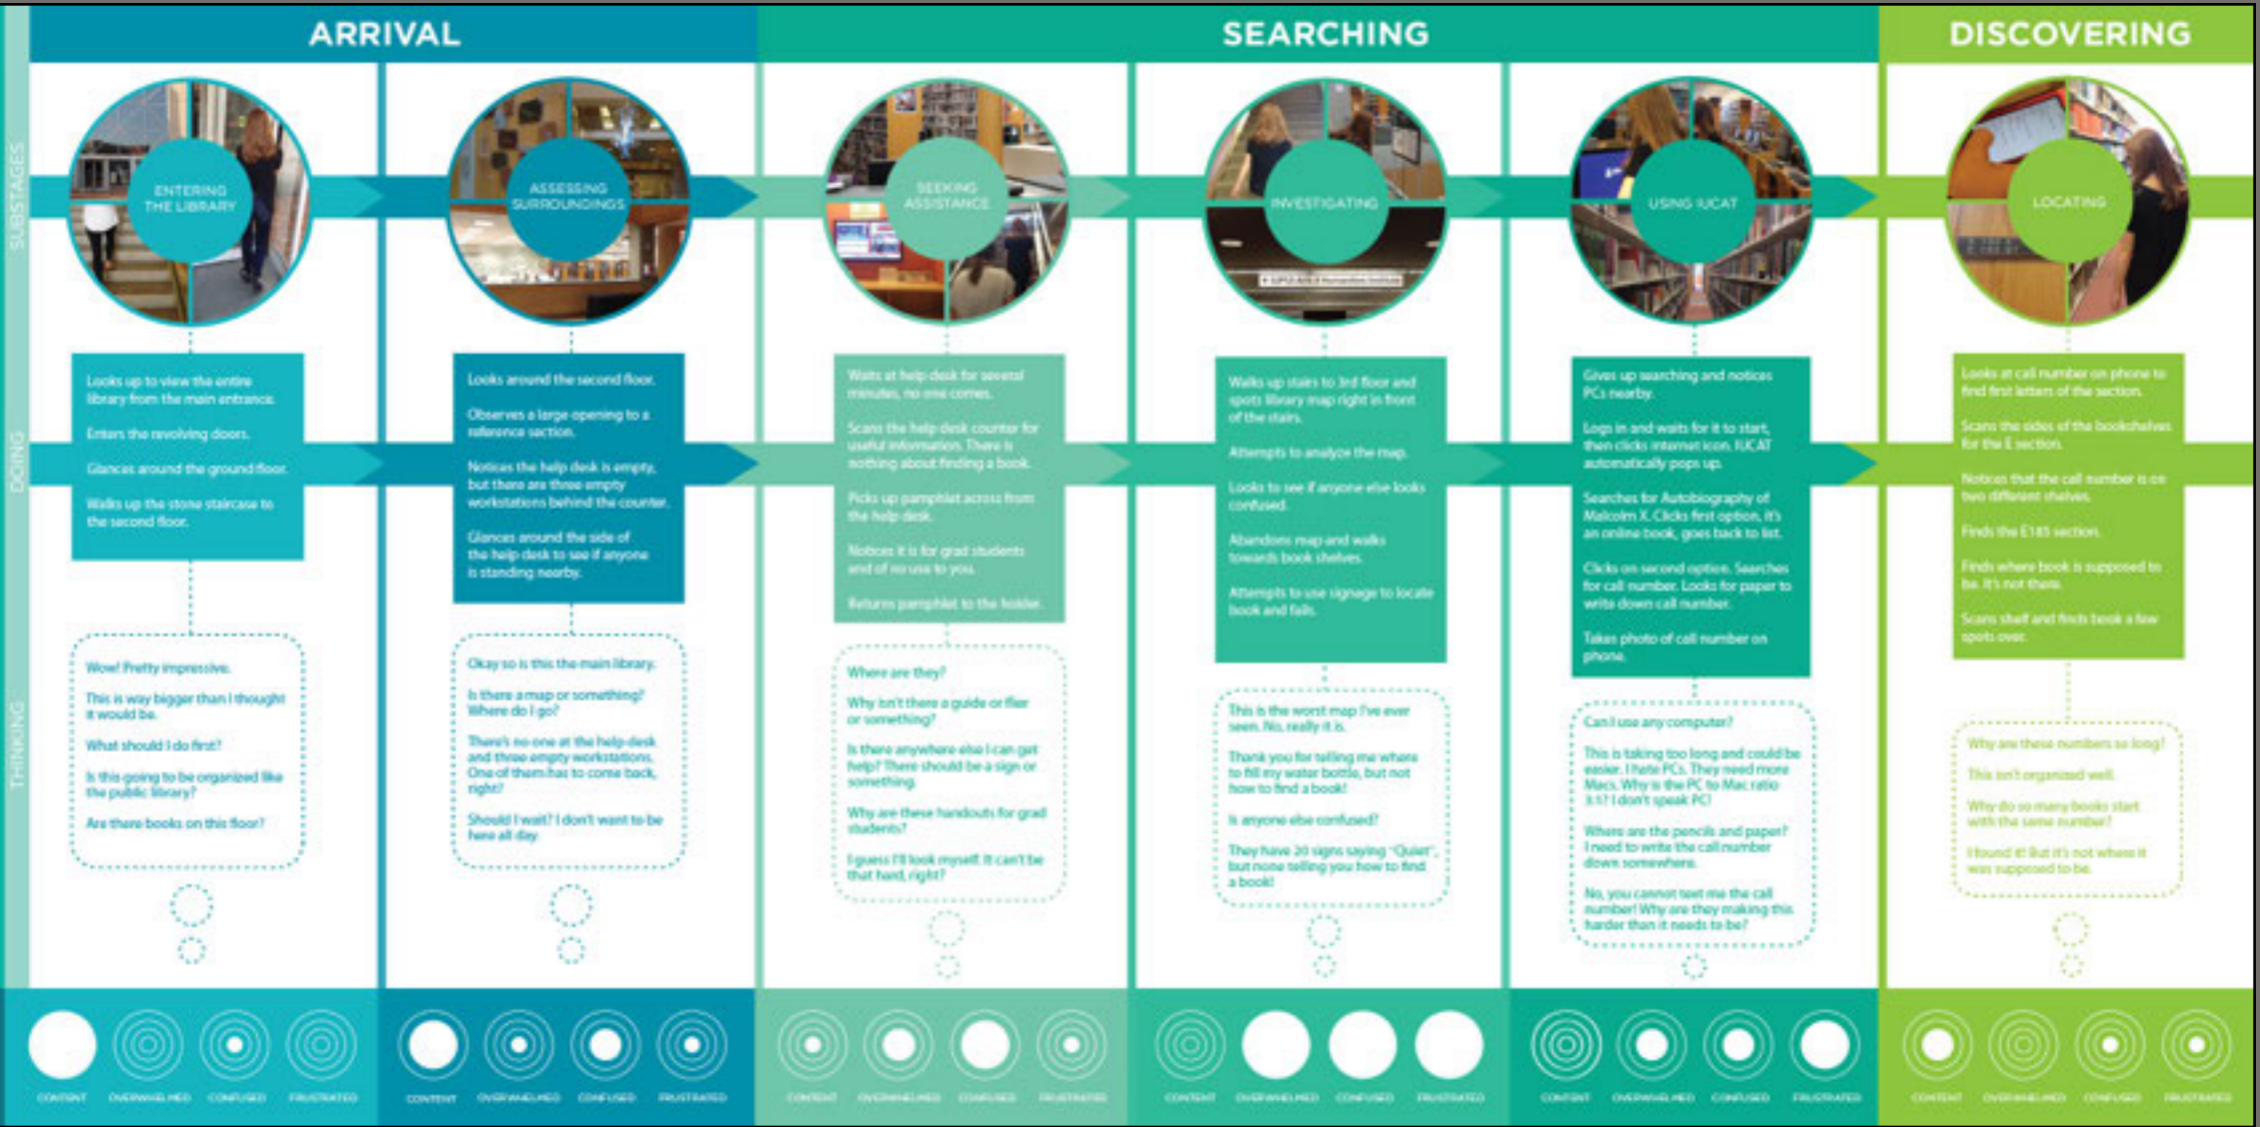 ARRIVAL
SEARCHING
DISCOVERING
SUBSTAGES
ENTERING
THE LIBRARY
ASSESSING
SURROUNDINGS
SEEKING
ASSISTANCE
INVESTIGATING
USING IUCAT
LOCATING
DOING
Looks up to view the entire
library from the main entrance.
Enters the revolving doors.
Glances around the ground floor.
Walks up the stone staircase to
the second floor.
Looks around the second floor.
Observes a large opening to a
reference section.
Notices the help desk is empty,
but there are three empty
workstations behind the counter.
Glances around the side of
the help desk to see if anyone
is standing nearby.
Waits at help desk for several
minutes, no one comes.
Scans the help desk counter for
useful information. There is
nothing about finding a book.
Picks up pamphlet across from
the help desk.
Notices it is for grad students
and of no use to you.
Returns pamphlet to the holder.
Walks up stairs to 3rd floor and
spots library map right in front
of the stairs.
Attempts to analyze the map.
Looks to see if anyone else looks
confused.
Abandons map and walks
towards book shelves.
Attempts to use signage to locate
book and fails.
Gives up searching and notices
PCs nearby.
Logs in and waits for it to start,
then clicks internet icon. IUCAT
automatically pops up.
Searches for Autobiography of
Malcolm X. Clicks first option, it's
an online book, goes back to list.
Clicks on second option. Searches
for call number. Looks for paper to
write down call number.
Takes photo of call number on
phone.
Looks at call number on phone to
find first letters of the section.
Scans the sides of the bookshelves
for the E section.
Notices that the call number is on
two different shelves.
Finds the E185 section.
Finds where book is supposed to
be. It's not there.
Scans shelf and finds book a few
spots over.
THINKING
Wow! Pretty impressive.
This is way bigger than I thought
it would be.
What should I do first?
Is this going to be organized like
the public library?
Are there books on this floor?
Okay so is this the main library.
Is there a map or something?
Where do I go?
There's no one at the help desk
and three empty workstations.
One of them has to come back,
right?
Should I wait? I don't want to be
here all day.
Where are they?
Why isn't there a guide or flier
or something?
Is there anywhere else I can get
help? There should be a sign or
something.
Why are these handouts for grad
students?
I guess I'll look myself. It can't be
that hard, right?
This is the worst map I've ever
seen. No, really it is.
Thank you for telling me where
to fill my water bottle, but not
how to find a book!
Is anyone else confused?
They have 20 signs saying "Quiet",
but none telling you how to find
a book!
Can I use any computer?
This is taking too long and could be
easier. I hate PCs. They need more
Macs. Why is the PC to Mac ratio
3:1? I don't speak PC!
Where are the pencils and paper?
I need to write the call number
down somewhere.
No, you cannot text me the call
number! Why are they making this
harder than it needs to be?
Why are these numbers so long?
This isn't organized well.
Why do so many books start
with the same number?
I found it! But it's not where it
was supposed to be.
CONTENT OVERWHELMED CONFUSED FRUSTRATED
CONTENT OVERWHELMED CONFUSED FRUSTRATED
CONTENT OVERWHELMED CONFUSED FRUSTRATED
CONTENT OVERWHELMED CONFUSED FRUSTRATED
CONTENT OVERWHELMED CONFUSED FRUSTRATED
CONTENT OVERWHELMED CONFUSED FRUSTRATED